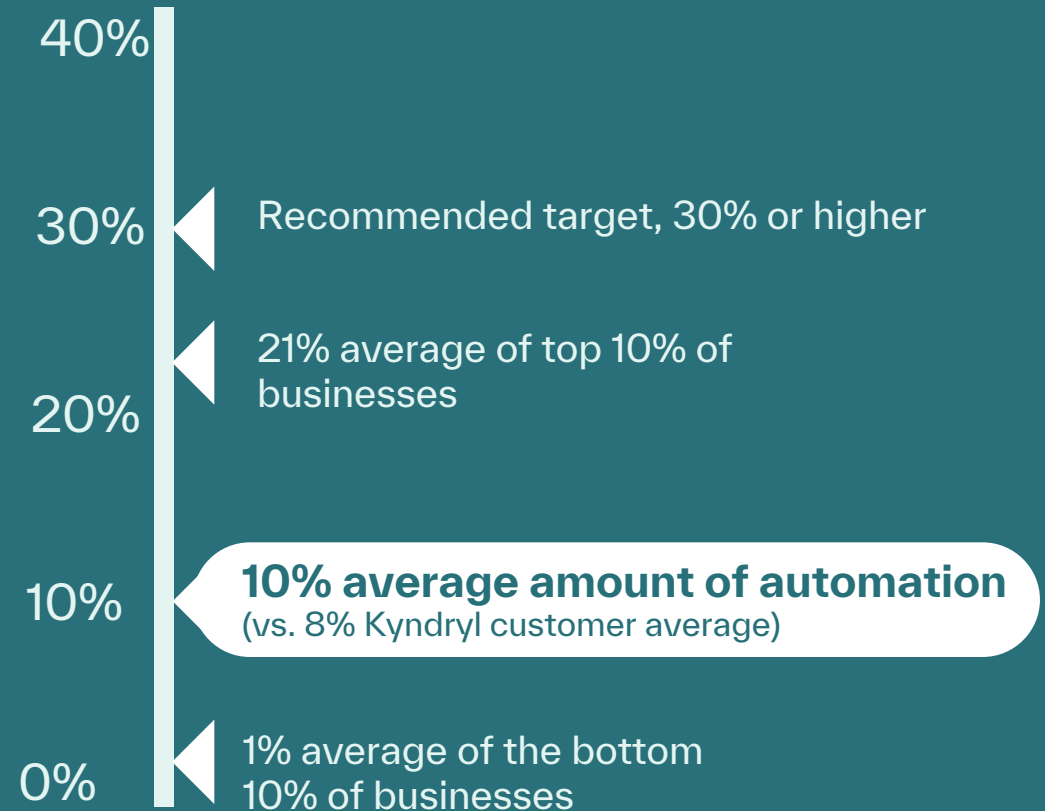 40%
30%
Recommended target, 30% or higher
21% average of top 10% of
businesses
20%
10%
10% average amount of automation
(vs. 8% Kyndryl customer average)
1% average of the bottom
10% of businesses
0%